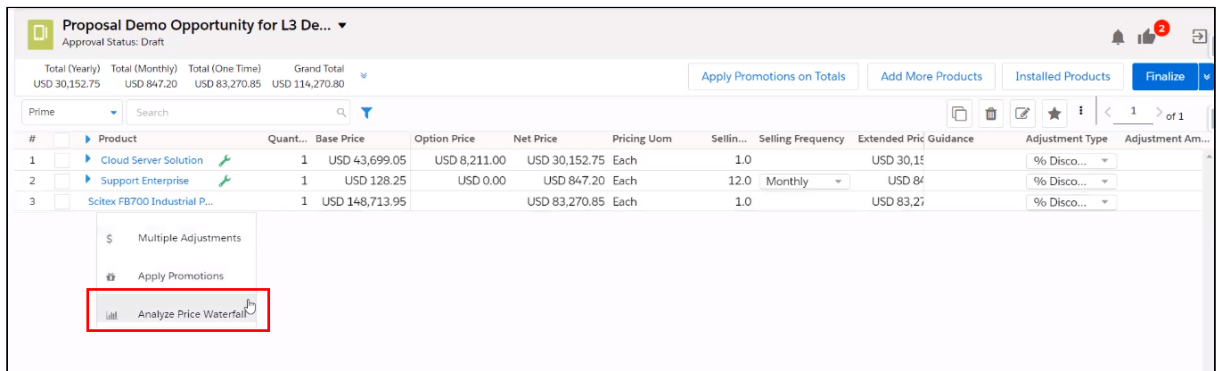 Proposal Demo Opportunity for L3 De...
Approval Status: Draft
2
Total (Yearly) Total (Monthly) Total (One Time) Grand Total
USD 30,152.75 USD 847.20 USD 83,270.85 USD 114,270.80
Apply Promotions on Totals Add More Products Installed Products Finalize
Prime Search 1 of 1
# Product Quant... Base Price Option Price Net Price Pricing Uom Sellin... Selling Frequency Extended Pric Guidance Adjustment Type Adjustment Am...
1 Cloud Server Solution 1 USD 43,699.05 USD 8,211.00 USD 30,152.75 Each 1.0 USD 30,15 % Disco...
2 Support Enterprise 1 USD 128.25 USD 0.00 USD 847.20 Each 12.0 Monthly USD 84 % Disco...
3 Scitex FB700 Industrial P... 1 USD 148,713.95 USD 83,270.85 Each 1.0 USD 83,27 % Disco...
$ Multiple Adjustments
Apply Promotions
Analyze Price Waterfall